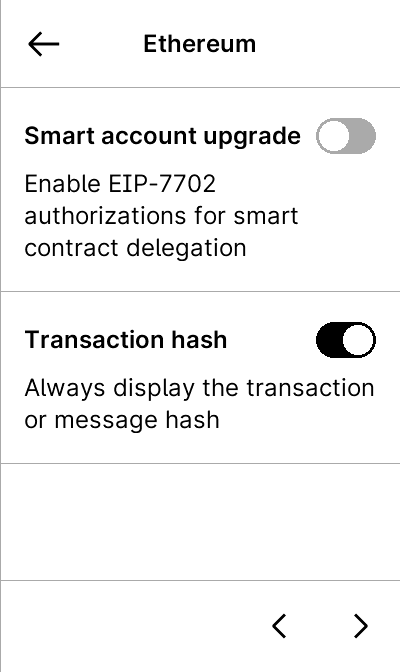 Ethereum
Smart account upgrade
Enable EIP-7702
authorizations for smart
contract delegation
Transaction hash
Always display the transaction
or message hash